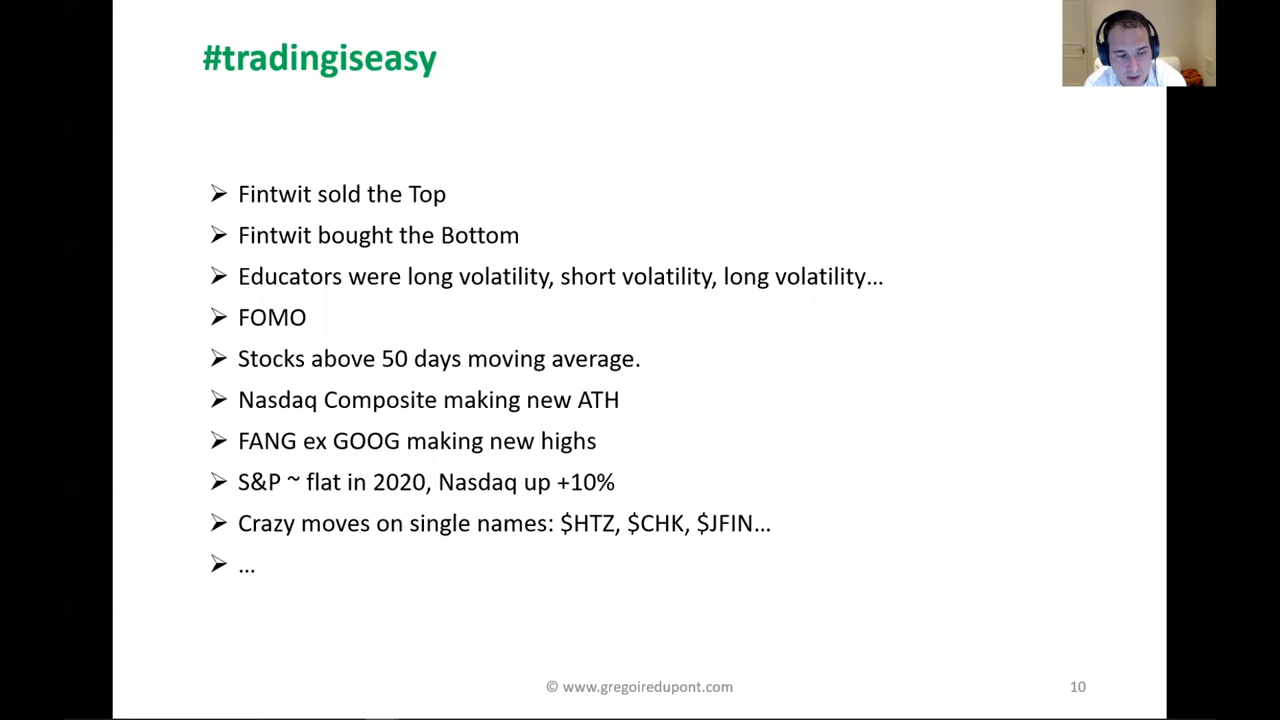 #tradingiseasy
➢ Fintwit sold the Top
➢ Fintwit bought the Bottom
➢ Educators were long volatility, short volatility, long volatility…
➢ FOMO
➢ Stocks above 50 days moving average.
➢ Nasdaq Composite making new ATH
➢ FANG ex GOOG making new highs
➢ S&P ~ flat in 2020, Nasdaq up +10%
➢ Crazy moves on single names: $HTZ, $CHK, $JFIN…
➢ …
© www.gregoiredupont.com
10